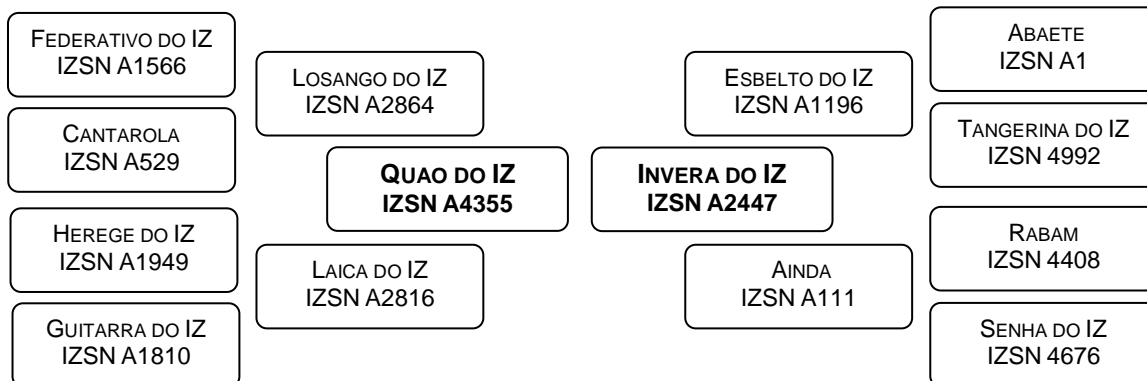 FEDERATIVO DO IZ
IZSN A1566
CANTAROLA
IZSN A529
HEREGE DO IZ
IZSN A1949
GUITARRA DO IZ
IZSN A1810
LOSANGO DO IZ
IZSN A2864
LAICA DO IZ
IZSN A2816
QUAO DO IZ
IZSN A4355
INVERA DO IZ
IZSN A2447
ESBELTO DO IZ
IZSN A1196
AINDA
IZSN A111
ABAETE
IZSN A1
TANGERINA DO IZ
IZSN 4992
RABAM
IZSN 4408
SENHA DO IZ
IZSN 4676